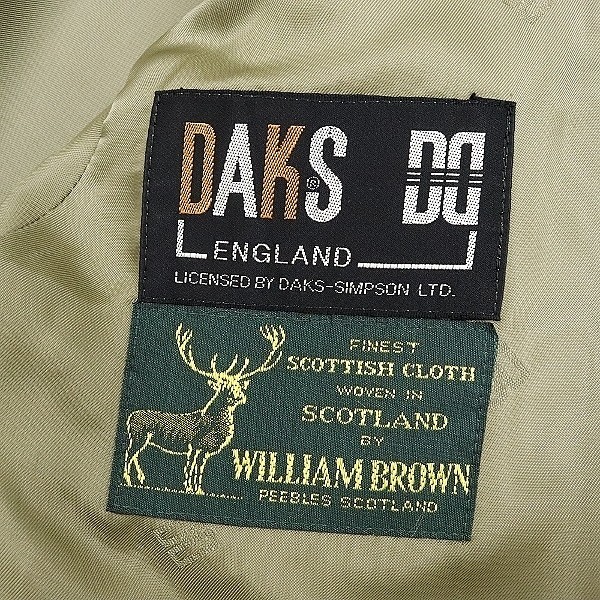 DAKS® DD
ENGLAND
LICENSED BY DAKS-SIMPSON LTD.
FINEST
SCOTTISH CLOTH
WOVEN IN
SCOTLAND
BY
WILLIAM BROWN
PEEBLES SCOTLAND